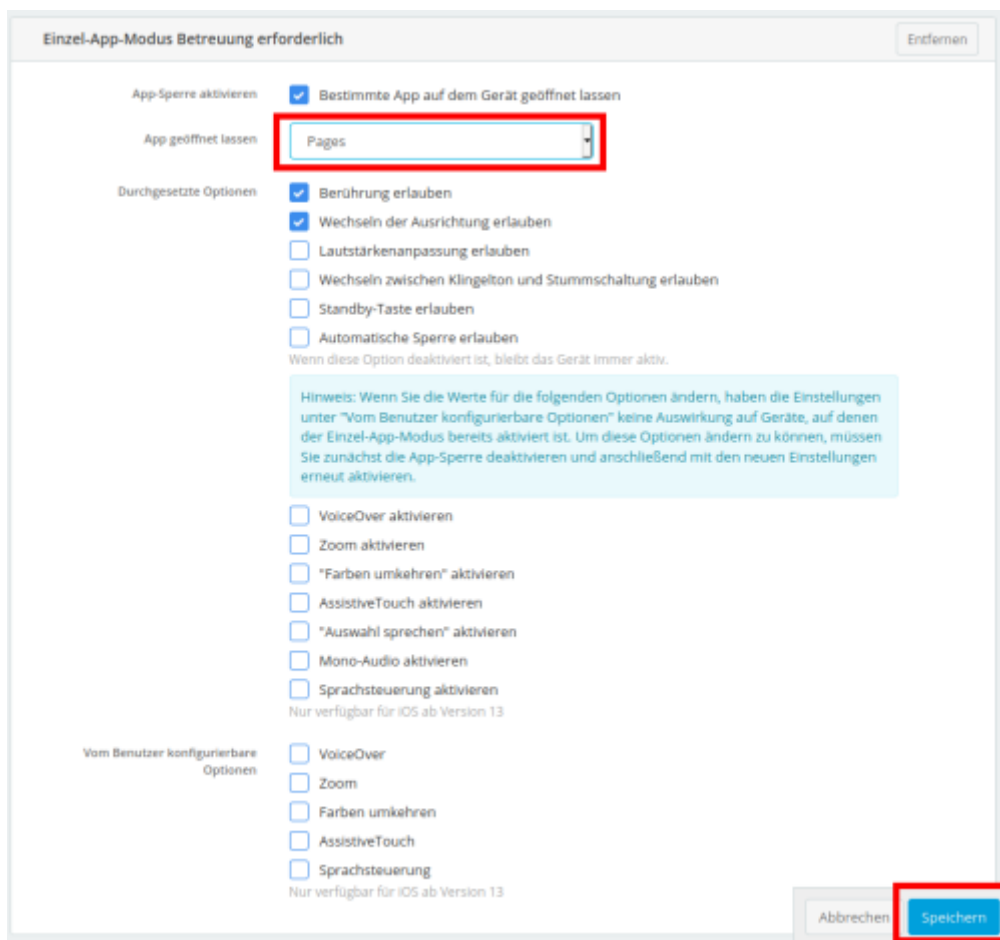 Einzel-App-Modus Betreuung erforderlich
Entfernen
App-Sperre aktivieren
Bestimmte App auf dem Gerät geöffnet lassen
App geöffnet lassen
Pages
Durchgesetzte Optionen
Berührung erlauben
Wechseln der Ausrichtung erlauben
Lautstärkenanpassung erlauben
Wechseln zwischen Klingelton und Stummschaltung erlauben
Standby-Taste erlauben
Automatische Sperre erlauben
Wenn diese Option deaktiviert ist, bleibt das Gerät immer aktiv.
Hinweis: Wenn Sie die Werte für die folgenden Optionen ändern, haben die Einstellungen
unter "Vom Benutzer konfigurierbare Optionen" keine Auswirkung auf Geräte, auf denen
der Einzel-App-Modus bereits aktiviert ist. Um diese Optionen ändern zu können, müssen
Sie zunächst die App-Sperre deaktivieren und anschließend mit den neuen Einstellungen
erneut aktivieren.
VoiceOver aktivieren
Zoom aktivieren
"Farben umkehren" aktivieren
AssistiveTouch aktivieren
"Auswahl sprechen" aktivieren
Mono-Audio aktivieren
Sprachsteuerung aktivieren
Nur verfügbar für iOS ab Version 13
Vom Benutzer konfigurierbare
Optionen
VoiceOver
Zoom
Farben umkehren
AssistiveTouch
Sprachsteuerung
Nur verfügbar für iOS ab Version 13
Abbrechen
Speichern